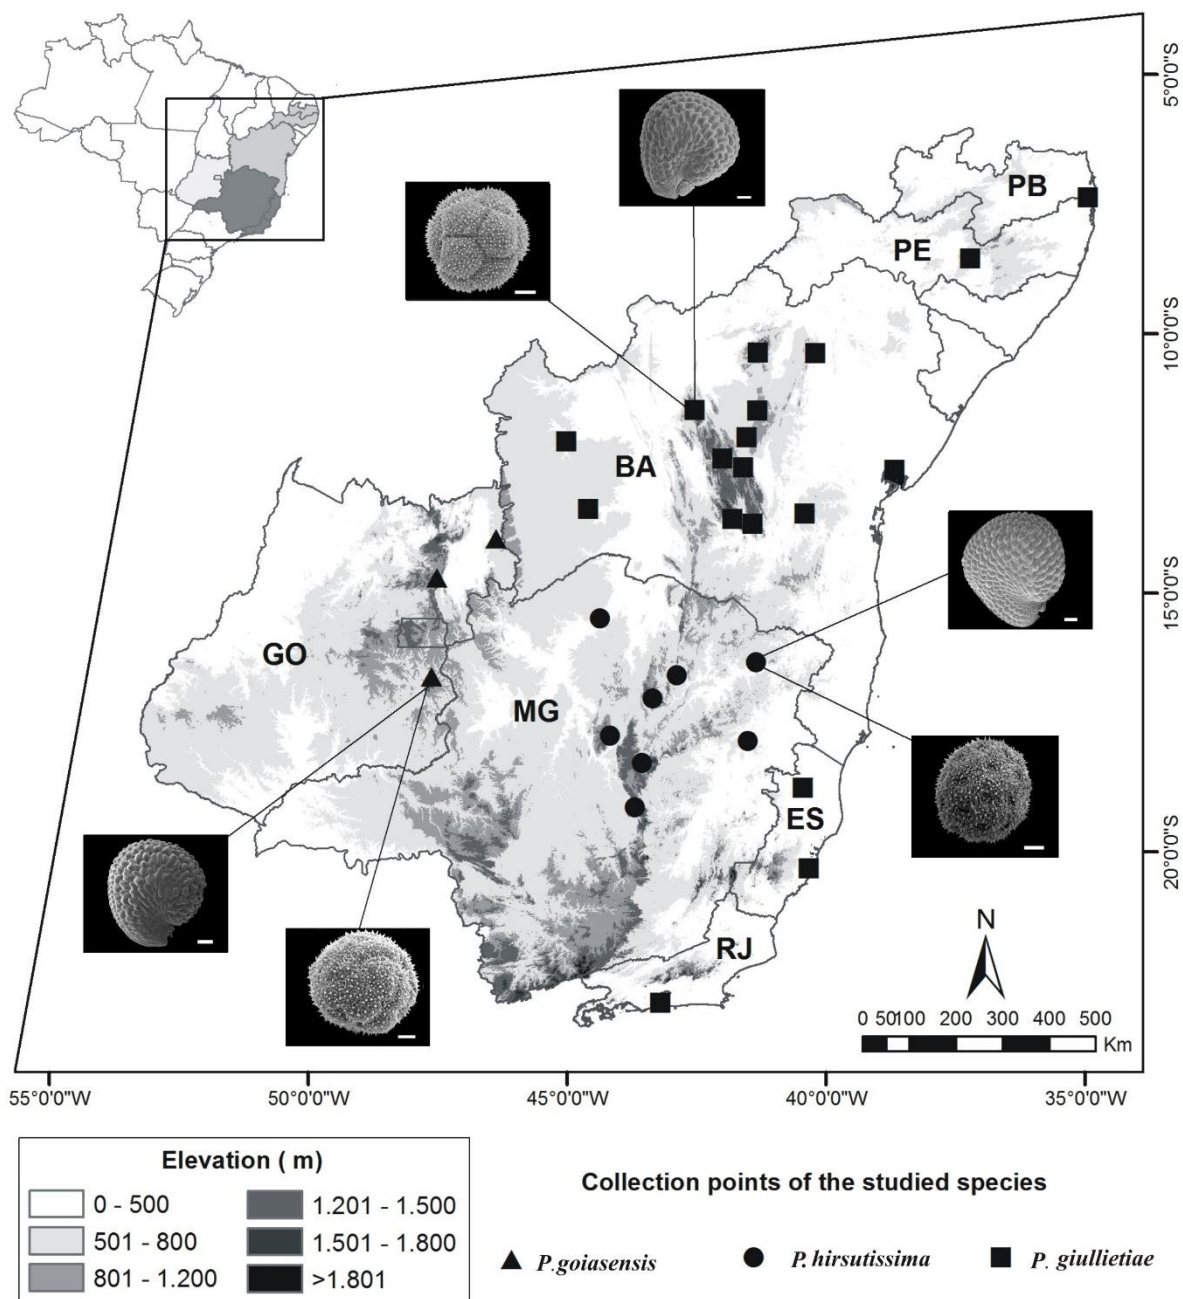 5°0'0"S
PB
PE
10°0'0"S
BA
15°0'0"S
GO
MG
ES
20°0'0"S
RJ
N
0 50100 200 300 400 500
Km
55°0'0"W 50°0'0"W 45°0'0"W 40°0'0"W 35°0'0"W
Elevation ( m)
0 - 500 1.201 - 1.500
501 - 800 1.501 - 1.800
801 - 1.200 >1.801
Collection points of the studied species
P.goiasensis P. hirsutissima P. giullietiae